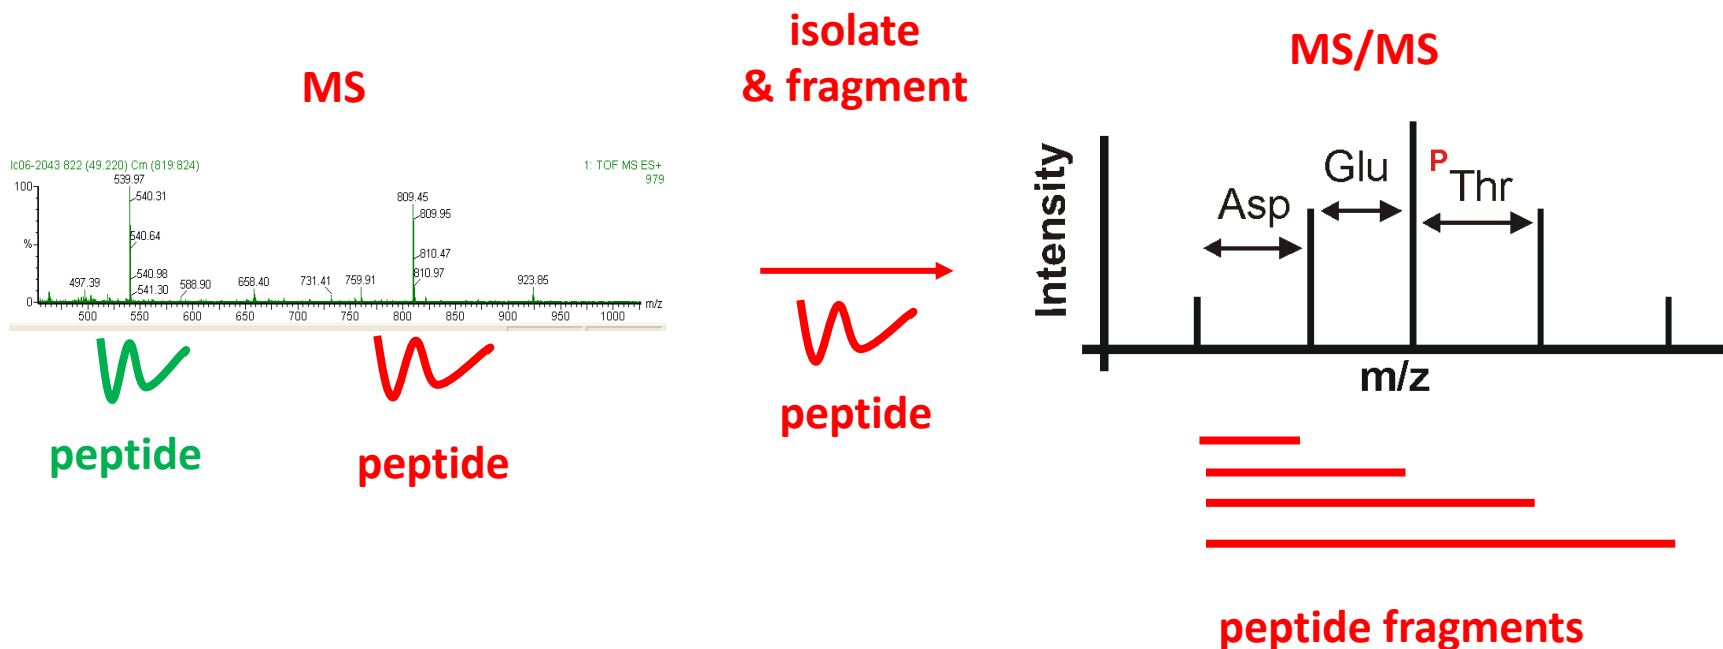 isolate
& fragment
MS
MS/MS
lc06-2043 822 (49.220) Cm (819:824)
1: TOF MS ES+
979
100
%
0
539.97
540.31
540.64
540.98
541.30
497.39
588.90
658.40
731.41
759.91
809.45
809.95
810.47
810.97
923.85
m/z
500 550 600 650 700 750 800 850 900 950 1000
peptide
peptide
peptide
Intensity
Asp
Glu
P
Thr
m/z
peptide fragments